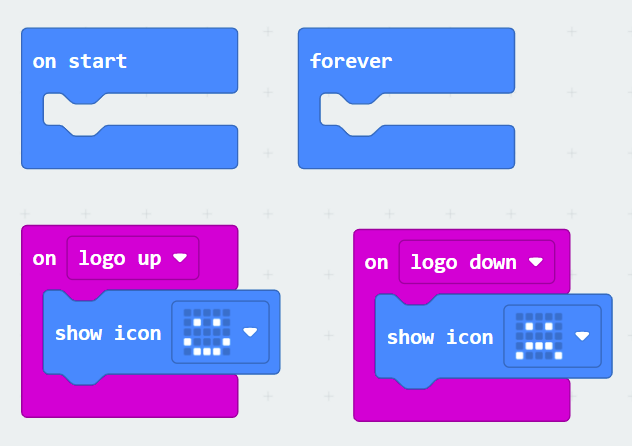 on start
forever
on logo up
on logo down
show icon
show icon